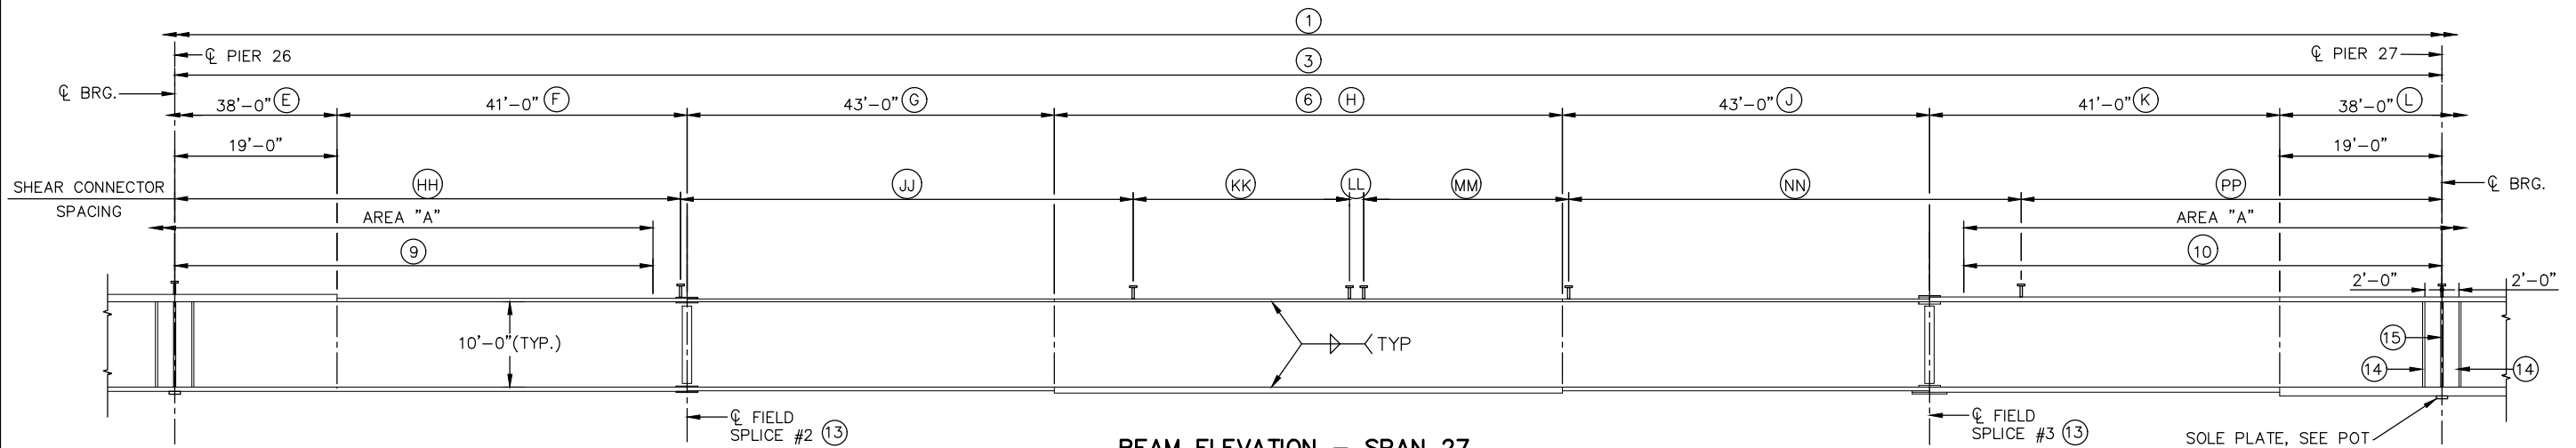 1
℄ PIER 26
℄ PIER 27
3
℄ BRG.
38'-0" E
41'-0" F
43'-0" G
6 H
43'-0" J
41'-0" K
38'-0" L
19'-0"
19'-0"
SHEAR CONNECTOR
SPACING
HH
JJ
KK
LL
MM
NN
PP
℄ BRG.
AREA "A"
AREA "A"
9
10
2'-0"
2'-0"
10'-0"(TYP.)
TYP
15
14
14
℄ FIELD
SPLICE #2 13
℄ FIELD
SPLICE #3 13
SOLE PLATE, SEE POT
BEAM ELEVATION - SPAN 27